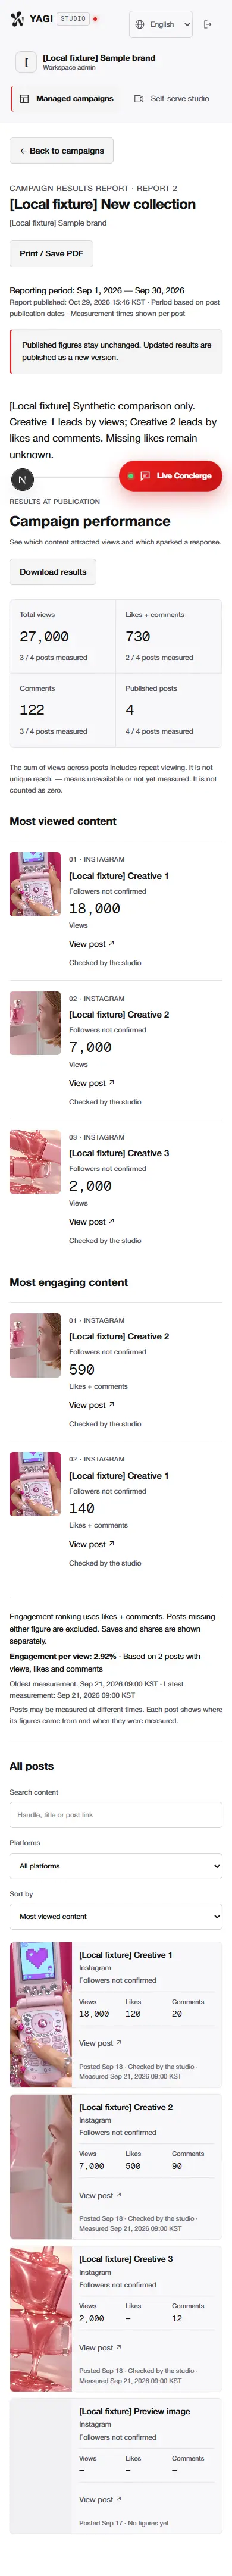 YAGI STUDIO
English
[
[Local fixture] Sample brand
Workspace admin
Managed campaigns
Self-serve studio
← Back to campaigns
CAMPAIGN RESULTS REPORT · REPORT 2
[Local fixture] New collection
[Local fixture] Sample brand
Print / Save PDF
Reporting period: Sep 1, 2026 — Sep 30, 2026
Report published: Oct 29, 2026 15:46 KST · Period based on post
publication dates · Measurement times shown per post
Published figures stay unchanged. Updated results are
published as a new version.
[Local fixture] Synthetic comparison only.
Creative 1 leads by views; Creative 2 leads by
likes and comments. Missing likes remain
unknown.
N
Live Concierge
RESULTS AT PUBLICATION
Campaign performance
See which content attracted views and which sparked a response.
Download results
Total views
27,000
3 / 4 posts measured
Likes + comments
730
2 / 4 posts measured
Comments
122
3 / 4 posts measured
Published posts
4
4 / 4 posts measured
The sum of views across posts includes repeat viewing. It is not
unique reach. — means unavailable or not yet measured. It is not
counted as zero.
Most viewed content
01 · INSTAGRAM
[Local fixture] Creative 1
Followers not confirmed
18,000
Views
View post ↗
Checked by the studio
02 · INSTAGRAM
[Local fixture] Creative 2
Followers not confirmed
7,000
Views
View post ↗
Checked by the studio
03 · INSTAGRAM
[Local fixture] Creative 3
Followers not confirmed
2,000
Views
View post ↗
Checked by the studio
Most engaging content
01 · INSTAGRAM
[Local fixture] Creative 2
Followers not confirmed
590
Likes + comments
View post ↗
Checked by the studio
02 · INSTAGRAM
[Local fixture] Creative 1
Followers not confirmed
140
Likes + comments
View post ↗
Checked by the studio
Engagement ranking uses likes + comments. Posts missing
either figure are excluded. Saves and shares are shown
separately.
Engagement per view: 2.92% · Based on 2 posts with
views, likes and comments
Oldest measurement: Sep 21, 2026 09:00 KST · Latest
measurement: Sep 21, 2026 09:00 KST
Posts may be measured at different times. Each post shows where
its figures came from and when they were measured.
All posts
Search content
Handle, title or post link
Platforms
All platforms
Sort by
Most viewed content
[Local fixture] Creative 1
Instagram
Followers not confirmed
Views Likes Comments
18,000 120 20
View post ↗
Posted Sep 18 · Checked by the studio ·
Measured Sep 21, 2026 09:00 KST
[Local fixture] Creative 2
Instagram
Followers not confirmed
Views Likes Comments
7,000 500 90
View post ↗
Posted Sep 18 · Checked by the studio ·
Measured Sep 21, 2026 09:00 KST
[Local fixture] Creative 3
Instagram
Followers not confirmed
Views Likes Comments
2,000 — 12
View post ↗
Posted Sep 18 · Checked by the studio ·
Measured Sep 21, 2026 09:00 KST
[Local fixture] Preview image
Instagram
Followers not confirmed
Views Likes Comments
— — —
View post ↗
Posted Sep 17 · No figures yet